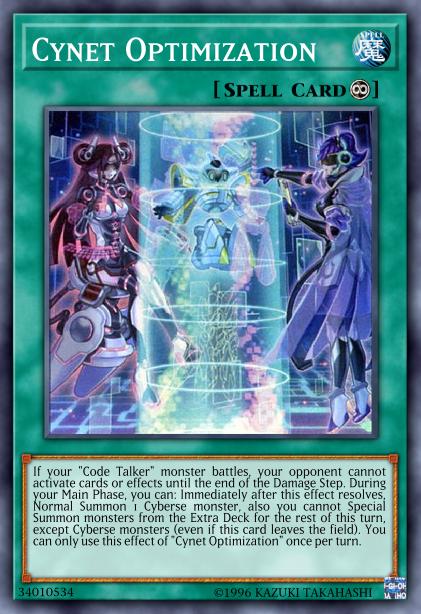 CYNET OPTIMIZATION
SPELL
魔
[SPELL CARD]
If your "Code Talker" monster battles, your opponent cannot
activate cards or effects until the end of the Damage Step. During
your Main Phase, you can: Immediately after this effect resolves,
Normal Summon 1 Cyberse monster, also you cannot Special
Summon monsters from the Extra Deck for the rest of this turn,
except Cyberse monsters (even if this card leaves the field). You
can only use this effect of "Cynet Optimization" once per turn.
34010534
©1996 KAZUKI TAKAHASHI